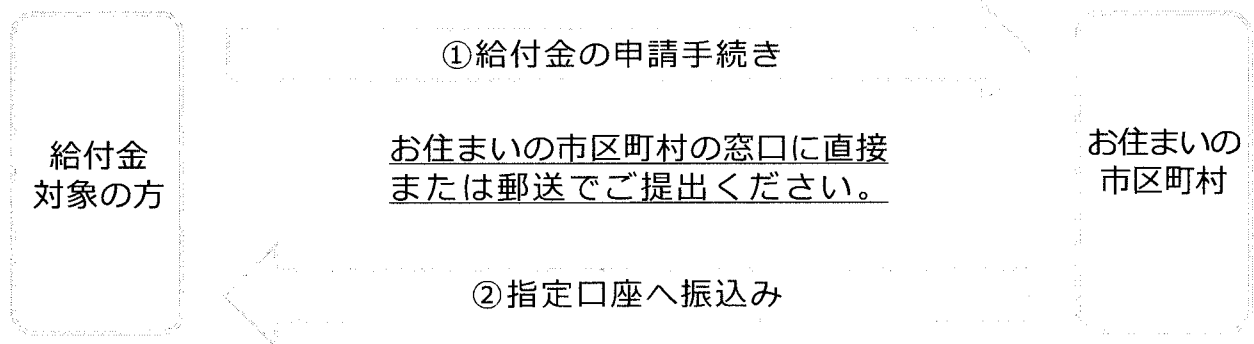 給付金
対象の方
①給付金の申請手続き
お住まいの市区町村の窓口に直接
または郵送でご提出ください。
②指定口座へ振込み
お住まいの
市区町村